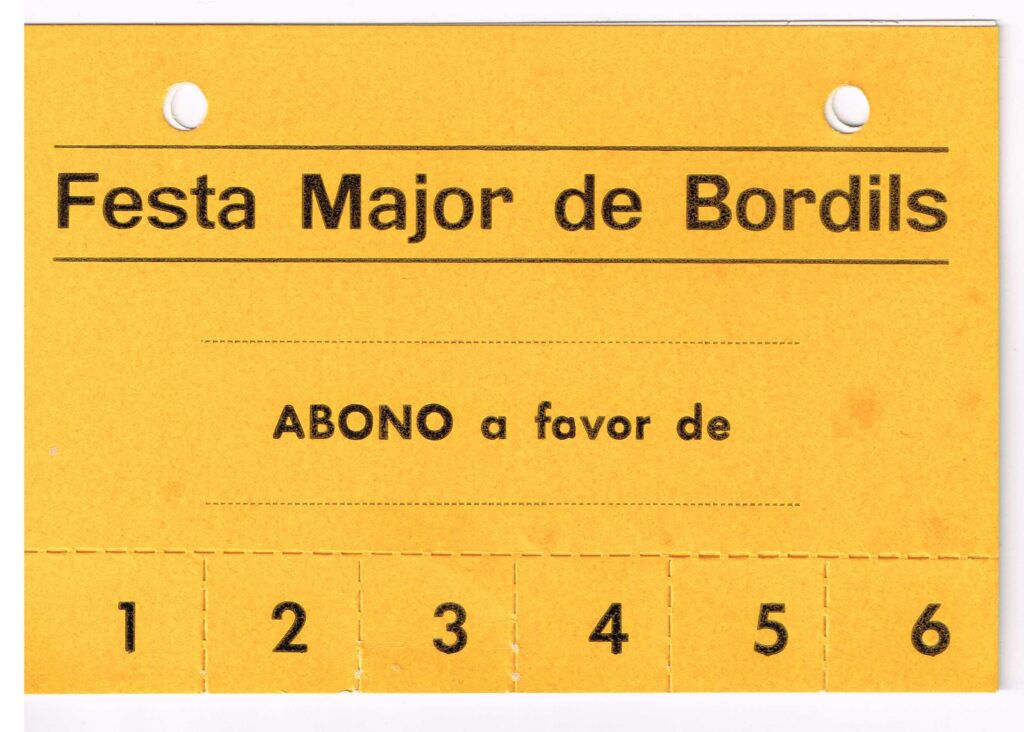 Festa Major de Bordils
ABONO a favor de
1 2 3 4 5 6